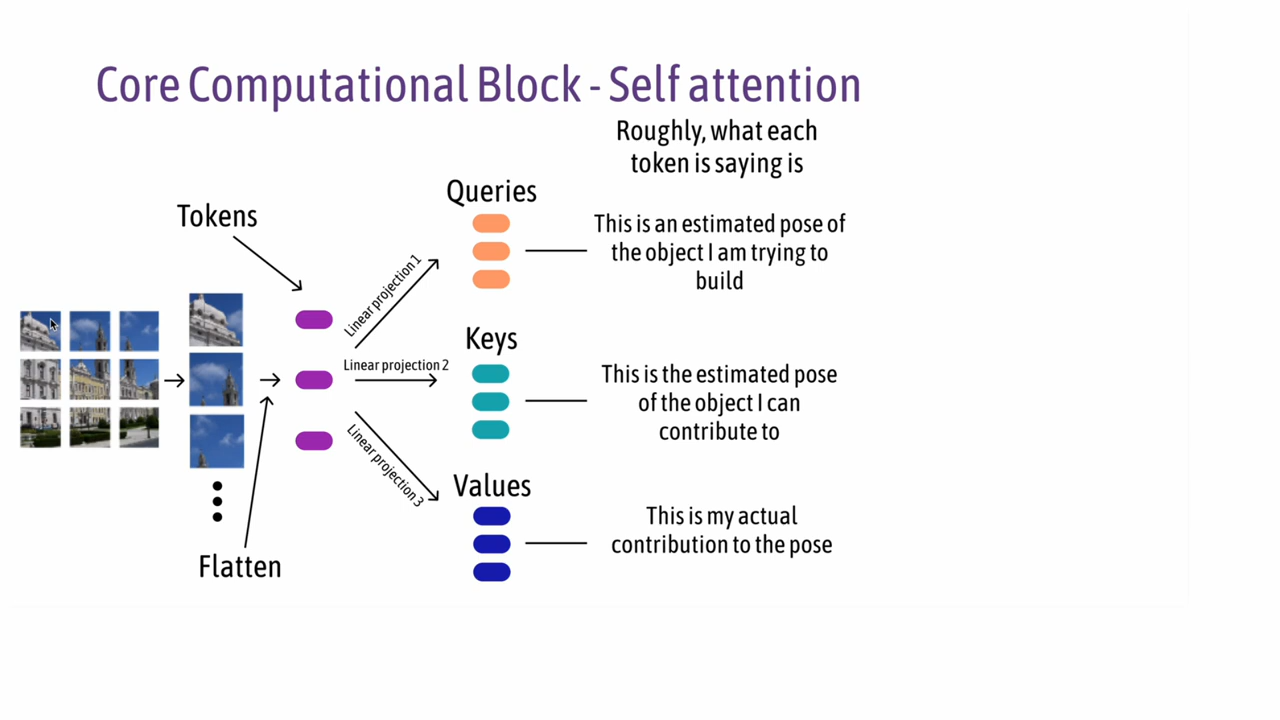 Core Computational Block - Self attention
Roughly, what each
token is saying is
Tokens
Queries
This is an estimated pose of
the object I am trying to
build
Linear projection 1
Keys
Linear projection 2
This is the estimated pose
of the object I can
contribute to
Linear projection 3
Values
This is my actual
contribution to the pose
Flatten